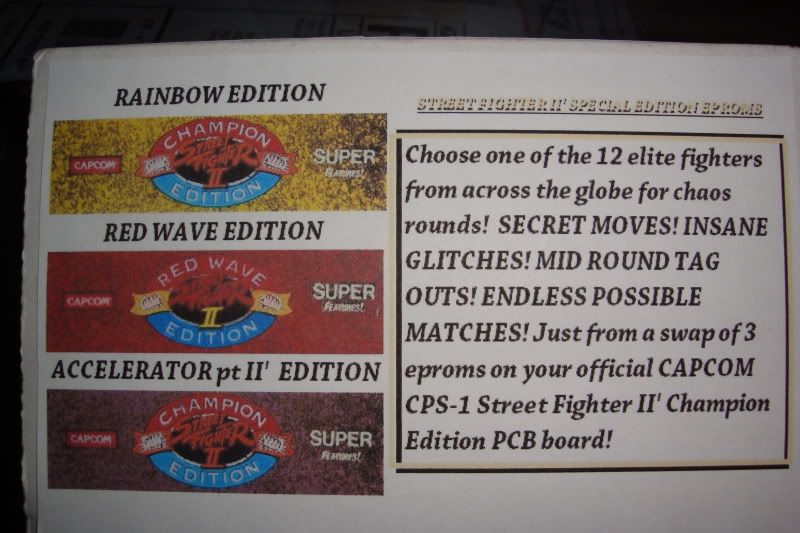 RAINBOW EDITION
CAPCOM
CHAMPION
STREET
FIGHTER
II
EDITION
SUPER
FEATURES!
RED WAVE EDITION
CAPCOM
RED WAVE
II
EDITION
SUPER
FEATURES!
ACCELERATOR pt II' EDITION
CAPCOM
CHAMPION
STREET
FIGHTER
II
EDITION
SUPER
FEATURES!
STREET FIGHTER II' SPECIAL EDITION EPROMS
Choose one of the 12 elite fighters
from across the globe for chaos
rounds! SECRET MOVES! INSANE
GLITCHES! MID ROUND TAG
OUTS! ENDLESS POSSIBLE
MATCHES! Just from a swap of 3
eproms on your official CAPCOM
CPS-1 Street Fighter II' Champion
Edition PCB board!